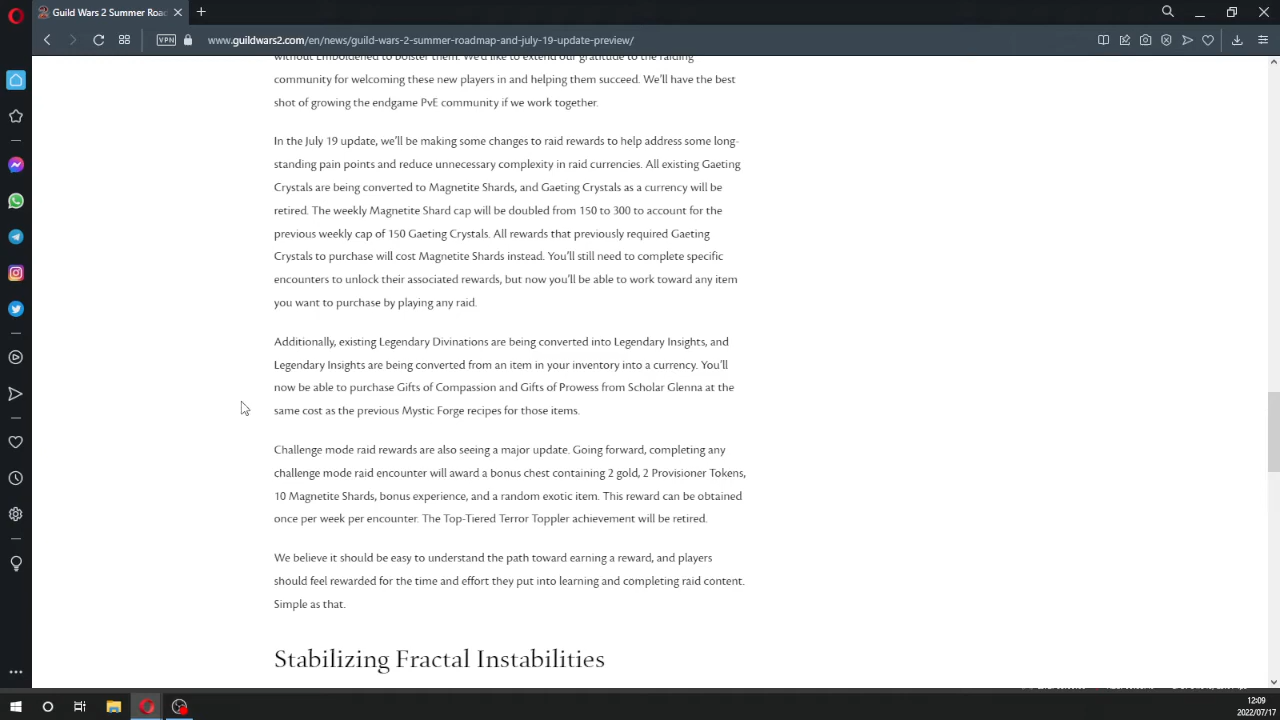 Guild Wars 2 Summer Roa
VPN
www.guildwars2.com/en/news/guild-wars-2-summer-roadmap-and-july-19-update-preview/
without Emboldened to bolster them. We'd like to extend our gratitude to the raiding
community for welcoming these new players in and helping them succeed. We'll have the best
shot of growing the endgame PvE community if we work together.
In the July 19 update, we'll be making some changes to raid rewards to help address some long-
standing pain points and reduce unnecessary complexity in raid currencies. All existing Gaeting
Crystals are being converted to Magnetite Shards, and Gaeting Crystals as a currency will be
retired. The weekly Magnetite Shard cap will be doubled from 150 to 300 to account for the
previous weekly cap of 150 Gaeting Crystals. All rewards that previously required Gaeting
Crystals to purchase will cost Magnetite Shards instead. You'll still need to complete specific
encounters to unlock their associated rewards, but now you'll be able to work toward any item
you want to purchase by playing any raid.
Additionally, existing Legendary Divinations are being converted into Legendary Insights, and
Legendary Insights are being converted from an item in your inventory into a currency. You'll
now be able to purchase Gifts of Compassion and Gifts of Prowess from Scholar Glenna at the
same cost as the previous Mystic Forge recipes for those items.
Challenge mode raid rewards are also seeing a major update. Going forward, completing any
challenge mode raid encounter will award a bonus chest containing 2 gold, 2 Provisioner Tokens,
10 Magnetite Shards, bonus experience, and a random exotic item. This reward can be obtained
once per week per encounter. The Top-Tiered Terror Toppler achievement will be retired.
We believe it should be easy to understand the path toward earning a reward, and players
should feel rewarded for the time and effort they put into learning and completing raid content.
Simple as that.
Stabilizing Fractal Instabilities
12:09
2022/07/17